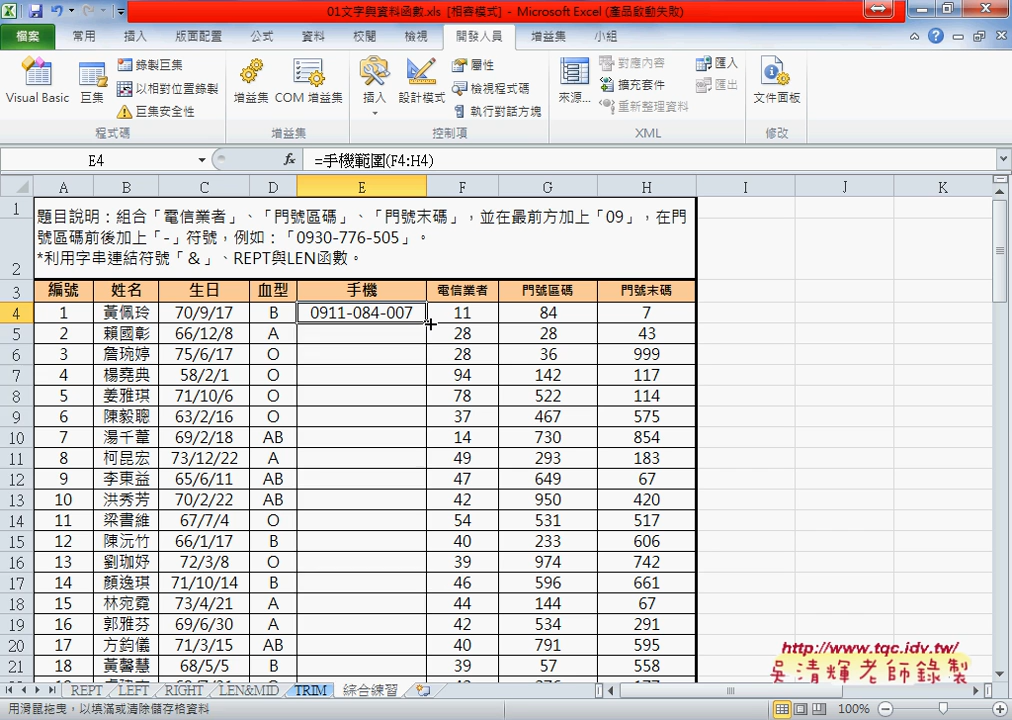 01文字與資料函數.xls [相容模式] - Microsoft Excel (產品啟動失敗)
檔案 常用 插入 版面配置 公式 資料 校閱 檢視 開發人員 增益集 小組
Visual Basic 巨集 錄製巨集 以相對位置錄製 巨集安全性 增益集 COM 增益集 插入 設計模式 屬性 檢視程式碼 執行對話方塊 來源... 對應內容 擴充套件 重新整理資料 匯入 匯出 文件面板
程式碼 增益集 控制項 XML 修改
E4 fx =手機範圍(F4:H4)
A B C D E F G H I J K
1 題目說明：組合「電信業者」、「門號區碼」、「門號末碼」，並在最前方加上「09」，在門
號區碼前後加上「-」符號，例如：「0930-776-505」。
2 *利用字串連結符號「&」、REPT與LEN函數。
3 編號 姓名 生日 血型 手機 電信業者 門號區碼 門號末碼
4 1 黃佩玲 70/9/17 B 0911-084-007 11 84 7
5 2 賴國彰 66/12/8 A 28 28 43
6 3 詹琬婷 75/6/17 O 28 36 999
7 4 楊堯典 58/2/1 O 94 142 117
8 5 姜雅琪 71/10/6 O 78 522 114
9 6 陳毅聰 63/2/16 O 37 467 575
10 7 湯千葦 69/2/18 AB 14 730 854
11 8 柯昆宏 73/12/22 A 49 293 183
12 9 李東益 65/6/11 AB 47 649 67
13 10 洪秀芳 70/2/22 AB 42 950 420
14 11 梁書維 67/7/4 O 54 531 517
15 12 陳沅竹 66/1/17 B 40 233 606
16 13 劉珈妤 72/3/8 O 39 974 742
17 14 顏逸琪 71/10/14 B 46 596 661
18 15 林宛霓 73/4/21 A 44 144 67
19 16 郭雅芬 69/6/30 A 42 534 291
20 17 方鈞儀 71/3/15 AB 40 791 595
21 18 黃馨慧 68/5/5 B 39 57 558
http://www.tqc.idv.tw/
吳清輝老師錄製
REPT LEFT RIGHT LEN&MID TRIM 綜合練習
用滑鼠拖曳，以填滿或清除儲存格資料 100%